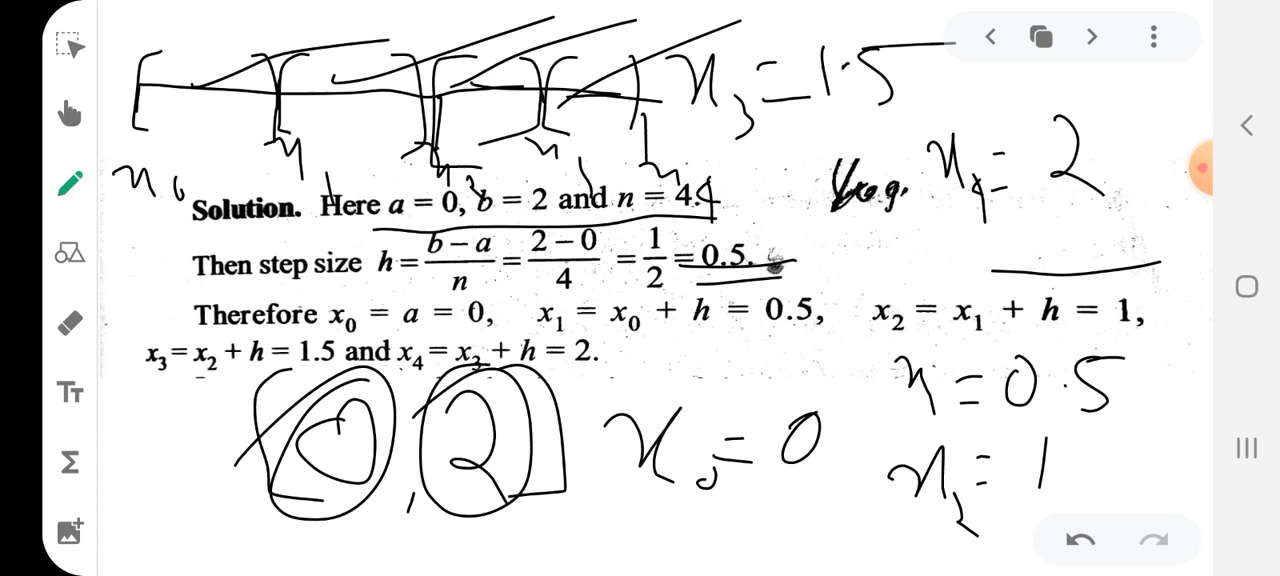 x₃ = 1.5
x₄ = 2
x₀
Solution. Here a = 0, b = 2 and n = 4.
Then step size h = (b − a)/n = (2 − 0)/4 = 1/2 = 0.5.
Therefore x₀ = a = 0, x₁ = x₀ + h = 0.5, x₂ = x₁ + h = 1,
x₃ = x₂ + h = 1.5 and x₄ = x₃ + h = 2.
[0, 2] x₀ = 0
x = 0.5
x₂ = 1